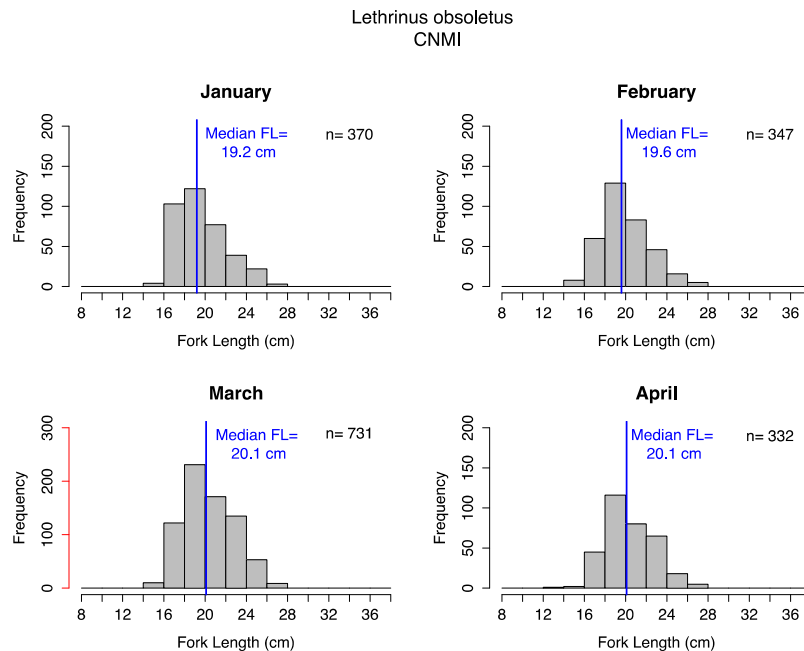 Lethrinus obsoletus
CNMI
January
Median FL=
19.2 cm
n= 370
Frequency
0
50
100
150
200
8 12 16 20 24 28 32 36
Fork Length (cm)
February
Median FL=
19.6 cm
n= 347
Frequency
0
50
100
150
200
8 12 16 20 24 28 32 36
Fork Length (cm)
March
Median FL=
20.1 cm
n= 731
Frequency
0
100
200
300
8 12 16 20 24 28 32 36
Fork Length (cm)
April
Median FL=
20.1 cm
n= 332
Frequency
0
50
100
150
200
8 12 16 20 24 28 32 36
Fork Length (cm)